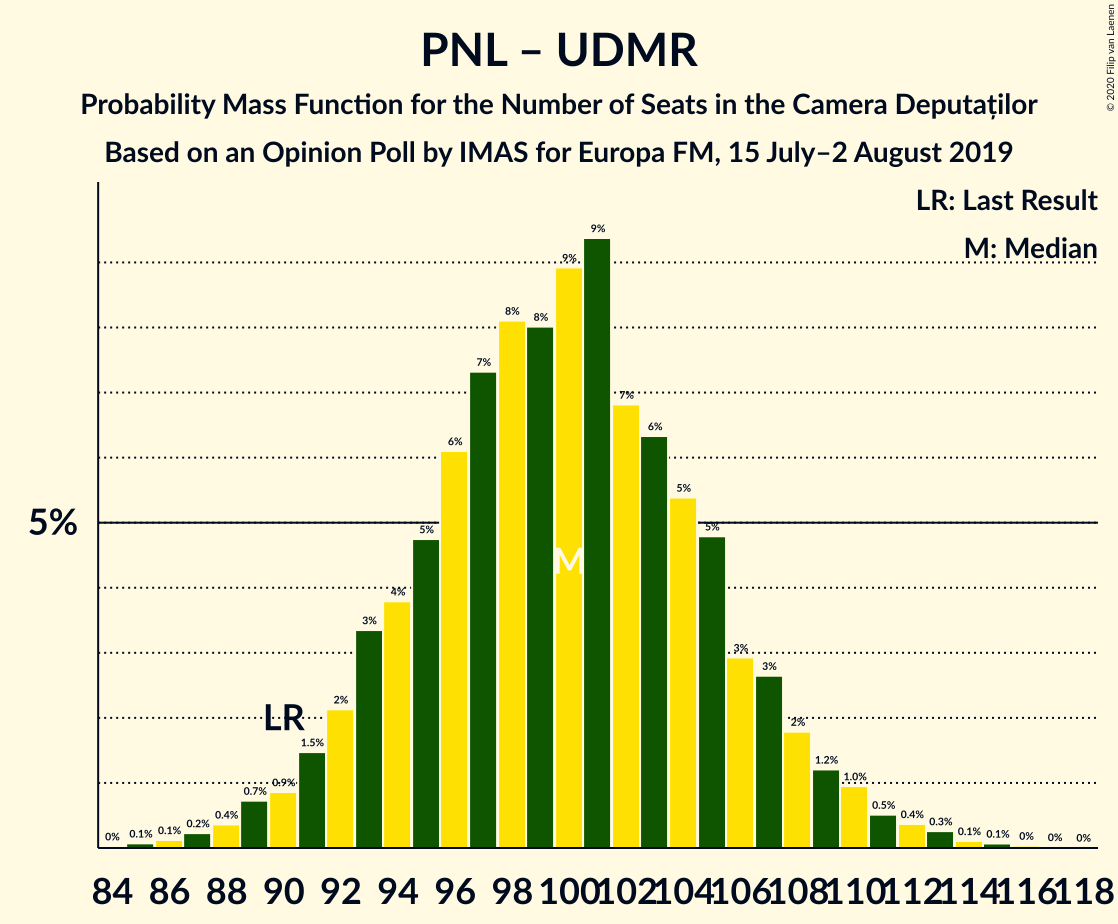 PNL – UDMR
Probability Mass Function for the Number of Seats in the Camera Deputaților
Based on an Opinion Poll by IMAS for Europa FM, 15 July–2 August 2019
© 2020 Filip van Laenen
LR: Last Result
M: Median
5%
LR
M
0% 0.1% 0.1% 0.2% 0.4% 0.7% 0.9% 1.5% 2% 3% 4% 5% 6% 7% 8% 8% 9% 9% 7% 6% 5% 5% 3% 3% 2% 1.2% 1.0% 0.5% 0.4% 0.3% 0.1% 0.1% 0% 0% 0%
84 86 88 90 92 94 96 98 100 102 104 106 108 110 112 114 116 118